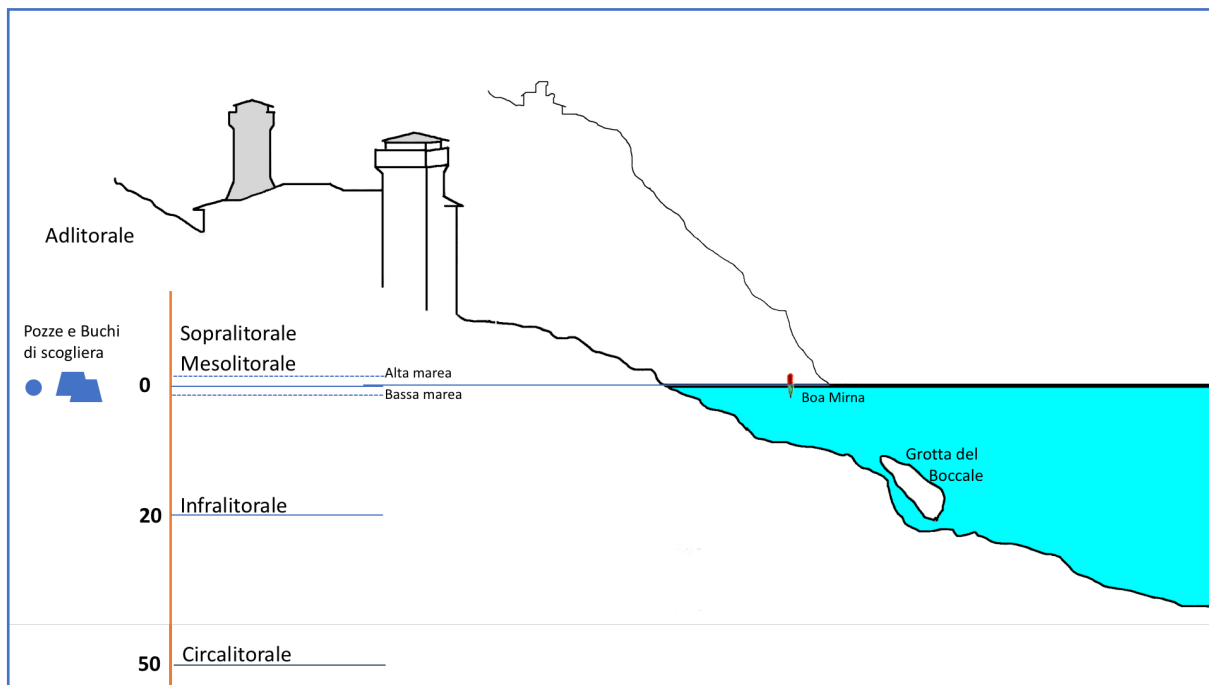 Adlitorale
Pozze e Buchi
di scogliera
Sopralitorale
Mesolitorale
Alta marea
0
Bassa marea
Boa Mirna
Grotta del
Boccale
Infralitorale
20
Circalitorale
50